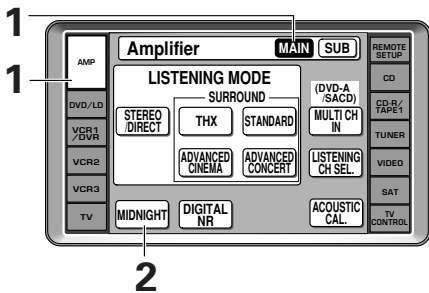 1
1
AMP
DVD/LD
VCR1
/DVR
VCR2
VCR3
TV
Amplifier
MAIN
SUB
LISTENING MODE
SURROUND
STEREO
/DIRECT
THX
STANDARD
ADVANCED
CINEMA
ADVANCED
CONCERT
(DVD-A
/SACD)
MULTI CH
IN
LISTENING
CH SEL.
MIDNIGHT
DIGITAL
NR
ACOUSTIC
CAL.
REMOTE
SETUP
CD
CD-R/
TAPE1
TUNER
VIDEO
SAT
TV
CONTROL
2